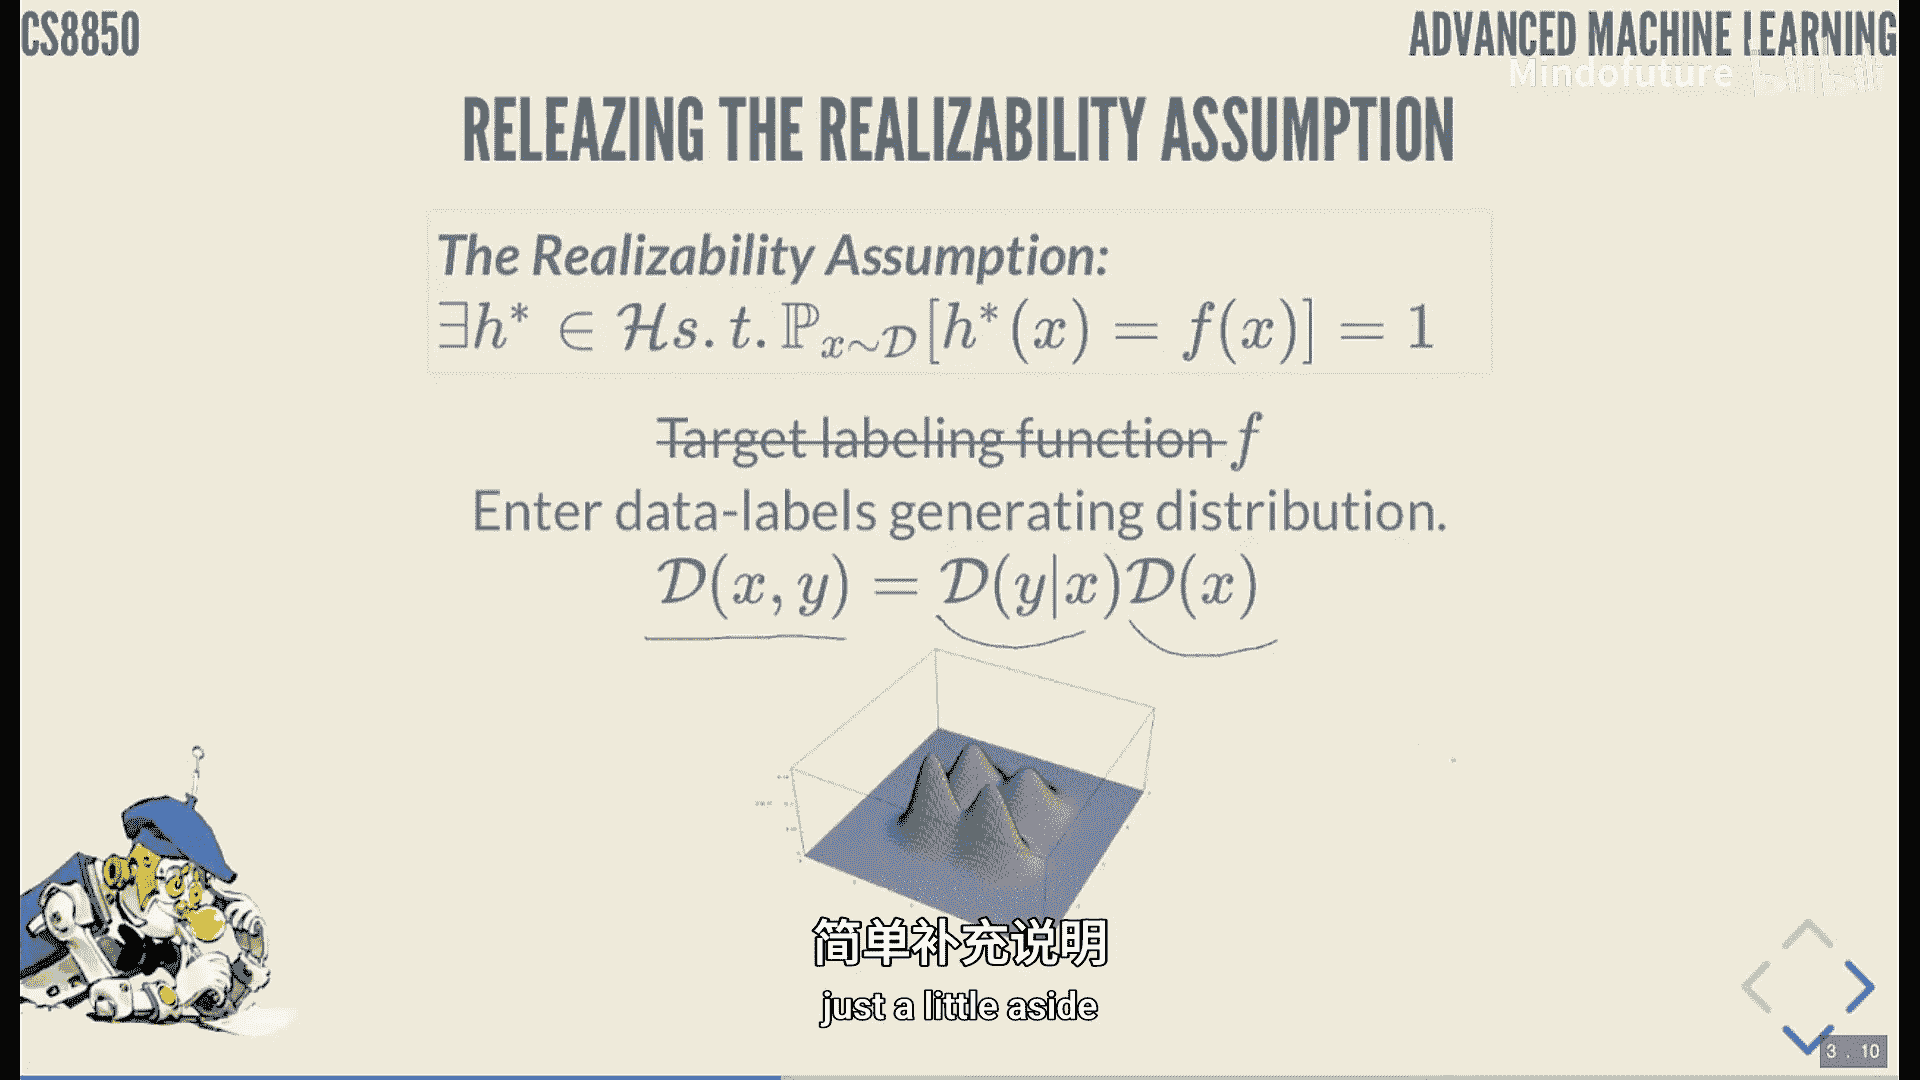 CS8850
ADVANCED MACHINE LEARNING
Mindofuture bilibili
RELEAZING THE REALIZABILITY ASSUMPTION
The Realizability Assumption:
∃h* ∈ ℋ s.t. ℙ_{x∼𝒟}[h*(x) = f(x)] = 1
Target labeling function f
Enter data-labels generating distribution.
𝒟(x, y) = 𝒟(y|x)𝒟(x)
简单补充说明
just a little aside
3 . 10